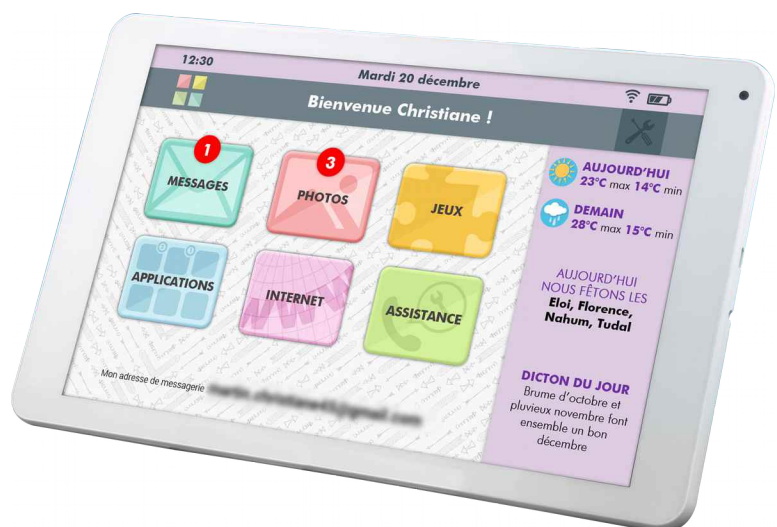 12:30
Mardi 20 décembre
Bienvenue Christiane !
1
MESSAGES
3
PHOTOS
JEUX
APPLICATIONS
INTERNET
ASSISTANCE
Mon adresse de messagerie
AUJOURD'HUI
23°C max 14°C min
DEMAIN
28°C max 15°C min
AUJOURD'HUI
NOUS FÊTONS LES
Eloi, Florence,
Nahum, Tudal
DICTON DU JOUR
Brume d'octobre et
pluvieux novembre font
ensemble un bon
décembre